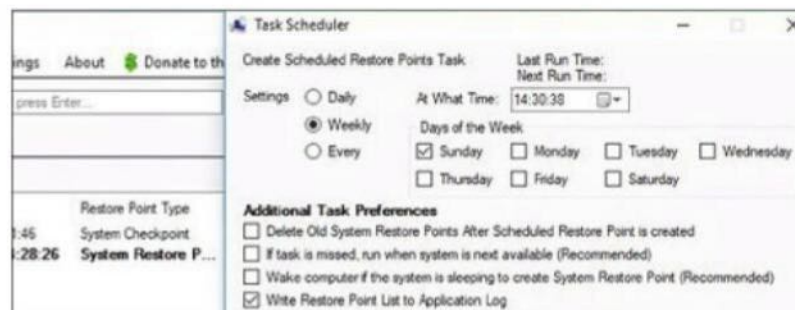 Task Scheduler
ings About $ Donate to th
press Enter...
Create Scheduled Restore Points Task
Last Run Time:
Next Run Time:
Settings Daily At What Time: 14:30:38
Weekly
Every
Days of the Week
Sunday Monday Tuesday Wednesday
Thursday Friday Saturday
Restore Point Type
:46 System Checkpoint
:28:26 System Restore P...
Additional Task Preferences
Delete Old System Restore Points After Scheduled Restore Point is created
If task is missed, run when system is next available (Recommended)
Wake computer if the system is sleeping to create System Restore Point (Recommended)
Write Restore Point List to Application Log